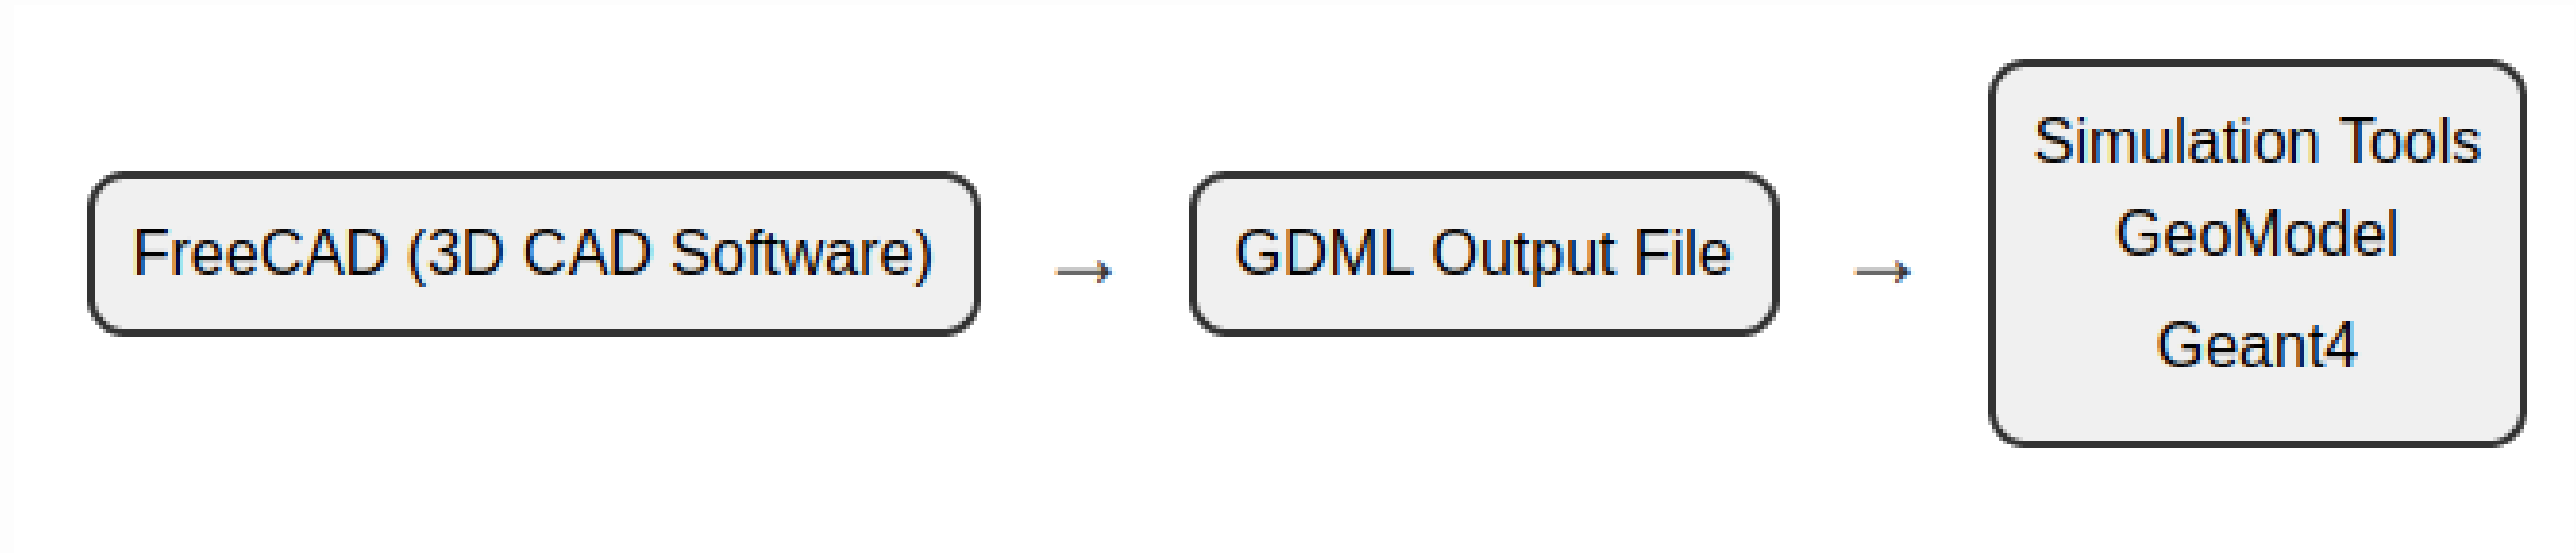 FreeCAD (3D CAD Software)
→
GDML Output File
→
Simulation Tools
GeoModel
Geant4